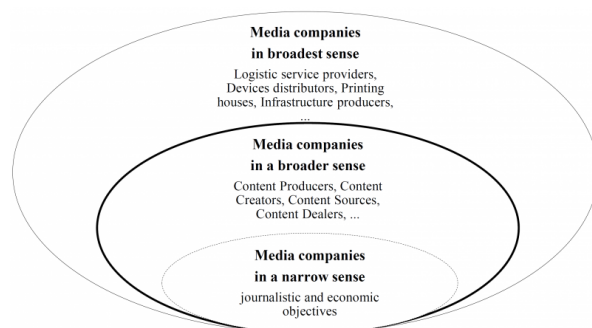 Media companies
in broadest sense
Logistic service providers,
Devices distributors, Printing
houses, Infrastructure producers,
...
Media companies
in a broader sense
Content Producers, Content
Creators, Content Sources,
Content Dealers, ...
Media companies
in a narrow sense
journalistic and economic
objectives